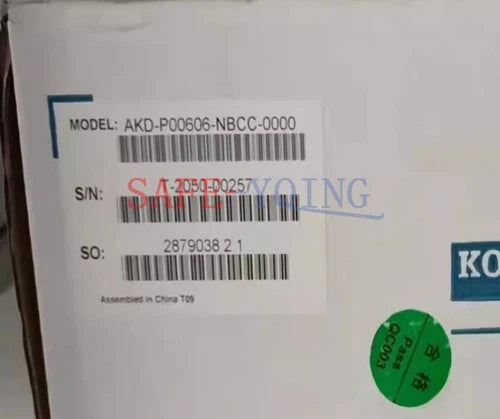 MODEL: AKD-P00606-NBCC-0000
S/N: T-2050-00257
SAFE-YQING
SO: 2879038 2 1
Assembled in China T09
KO
合格
Pass
QC003